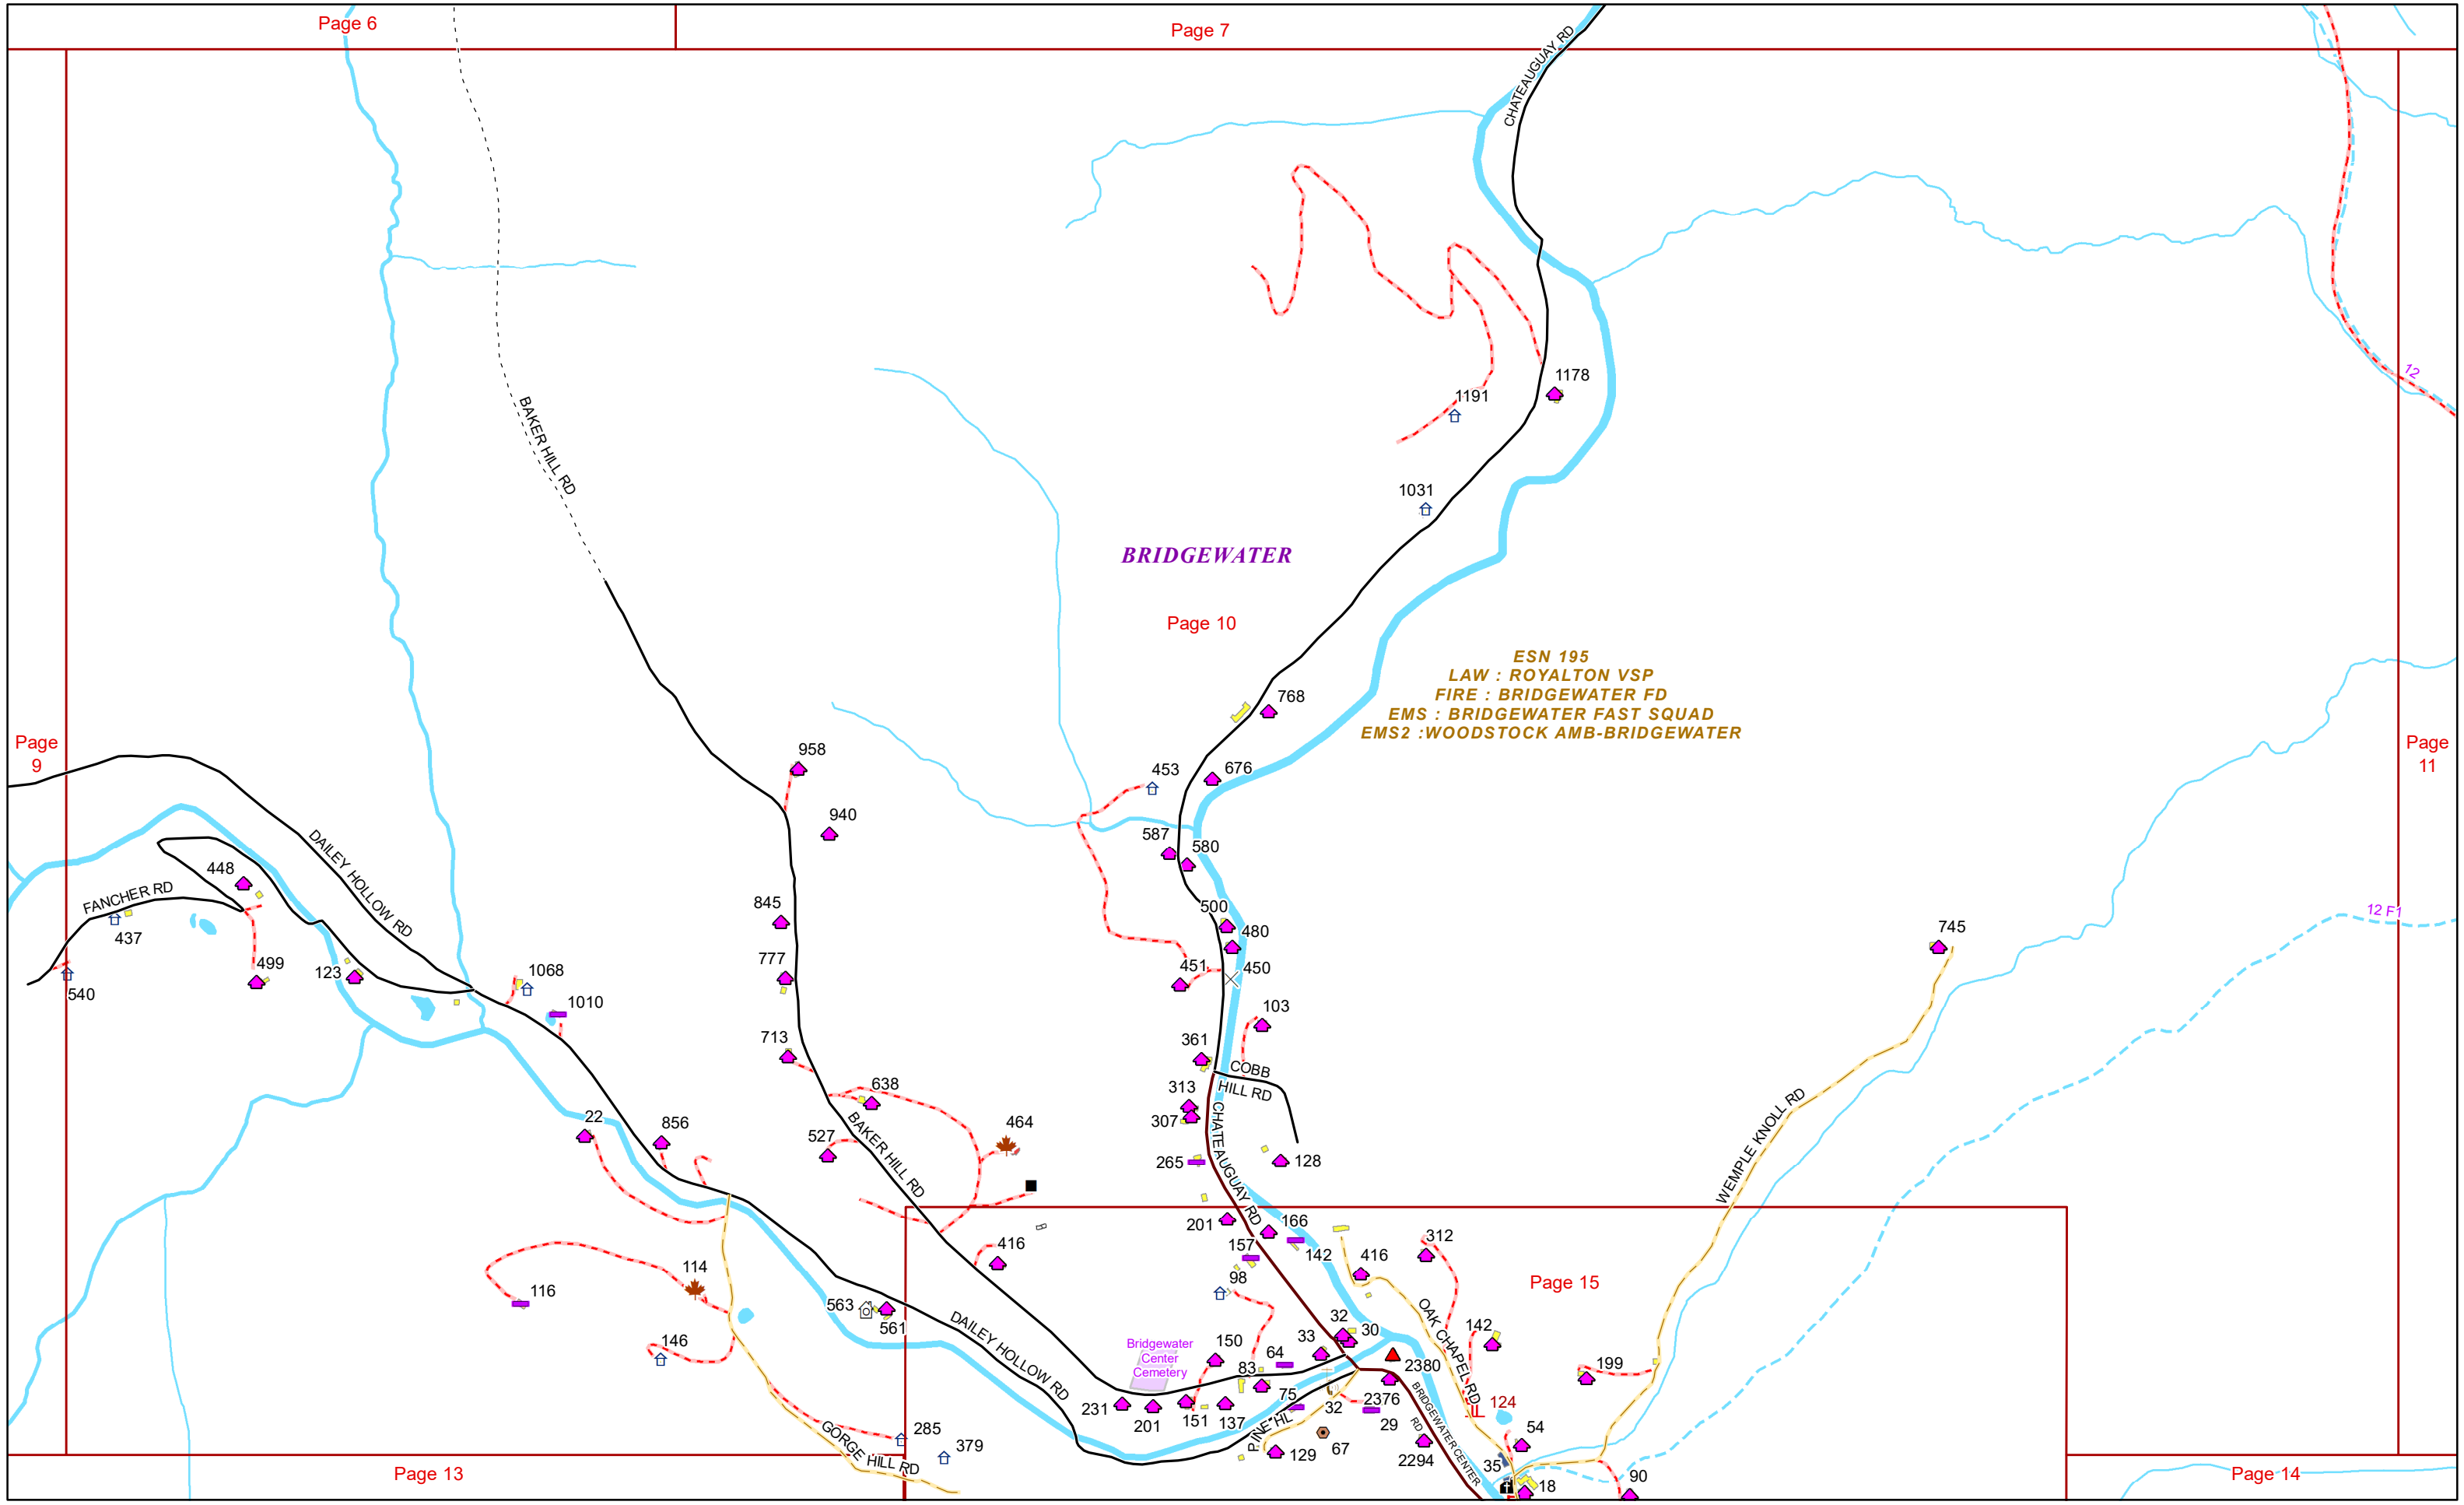 Page 6
Page 7
CHATEAUGUAY RD
12
1178
1191
BAKER HILL RD
1031
BRIDGEWATER
Page 10
ESN 195
LAW : ROYALTON VSP
FIRE : BRIDGEWATER FD
EMS : BRIDGEWATER FAST SQUAD
EMS2 :WOODSTOCK AMB-BRIDGEWATER
768
Page
9
Page
11
958
453
676
940
587
580
DAILEY HOLLOW RD
448
FANCHER RD
437
845
500
480
12 F1
745
499
123
1068
777
451
450
540
1010
103
713
361
COBB
HILL RD
638
313
307
WEMPLE KNOLL RD
22
856
527
BAKER HILL RD
464
CHATEAUGUAY RD
265
128
201
166
416
157
142
416
312
114
116
98
Page 15
563
561
OAK CHAPEL RD
DAILEY HOLLOW RD
32
30
142
146
Bridgewater
Center
Cemetery
150
64
33
2380
199
83
231
201
151
137
75
32
2376
29
124
BRIDGEWATER CENTER
RD
PINE HL
GORGE HILL RD
285
379
129
67
2294
54
35
18
90
Page 13
Page 14